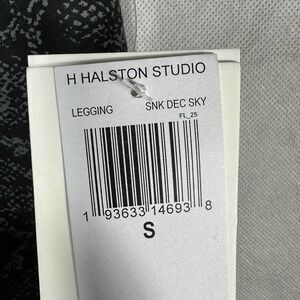 H HALSTON STUDIO
LEGGING SNK DEC SKY
FL_25
1 93633 14693 8
S